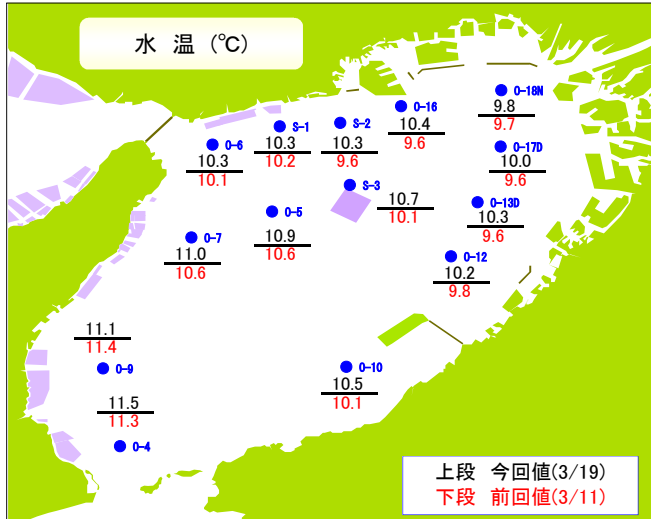 水 温 (℃)
O-18N
9.8
9.7
O-16
10.4
9.6
S-2
10.3
9.6
S-1
10.3
10.2
O-6
10.3
10.1
O-17D
10.0
9.6
S-3
10.7
10.1
O-13D
10.3
9.6
O-5
10.9
10.6
O-7
11.0
10.6
O-12
10.2
9.8
11.1
11.4
O-9
O-10
10.5
10.1
11.5
11.3
O-4
上段 今回値(3/19)
下段 前回値(3/11)